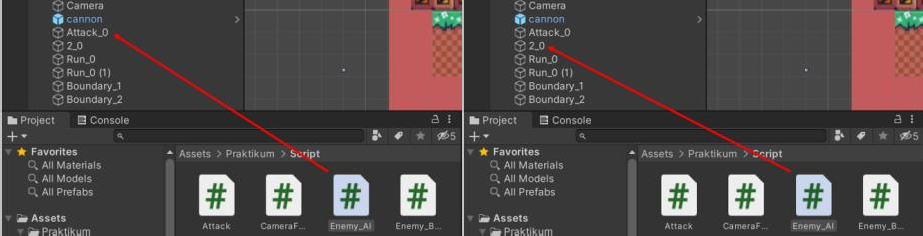 Camera
cannon
Attack_0
2_0
Run_0
Run_0 (1)
Boundary_1
Boundary_2
Project
Console
5
Favorites
All Materials
All Models
All Prefabs
Assets
Praktikum
Assets > Praktikum > Script
Attack
CameraF...
Enemy_AI
Enemy_B...
Camera
cannon
Attack_0
2_0
Run_0
Run_0 (1)
Boundary_1
Boundary_2
Project
Console
5
Favorites
All Materials
All Models
All Prefabs
Assets
Praktikum
Assets > Praktikum > Script
Attack
CameraF...
Enemy_AI
Enemy_B...